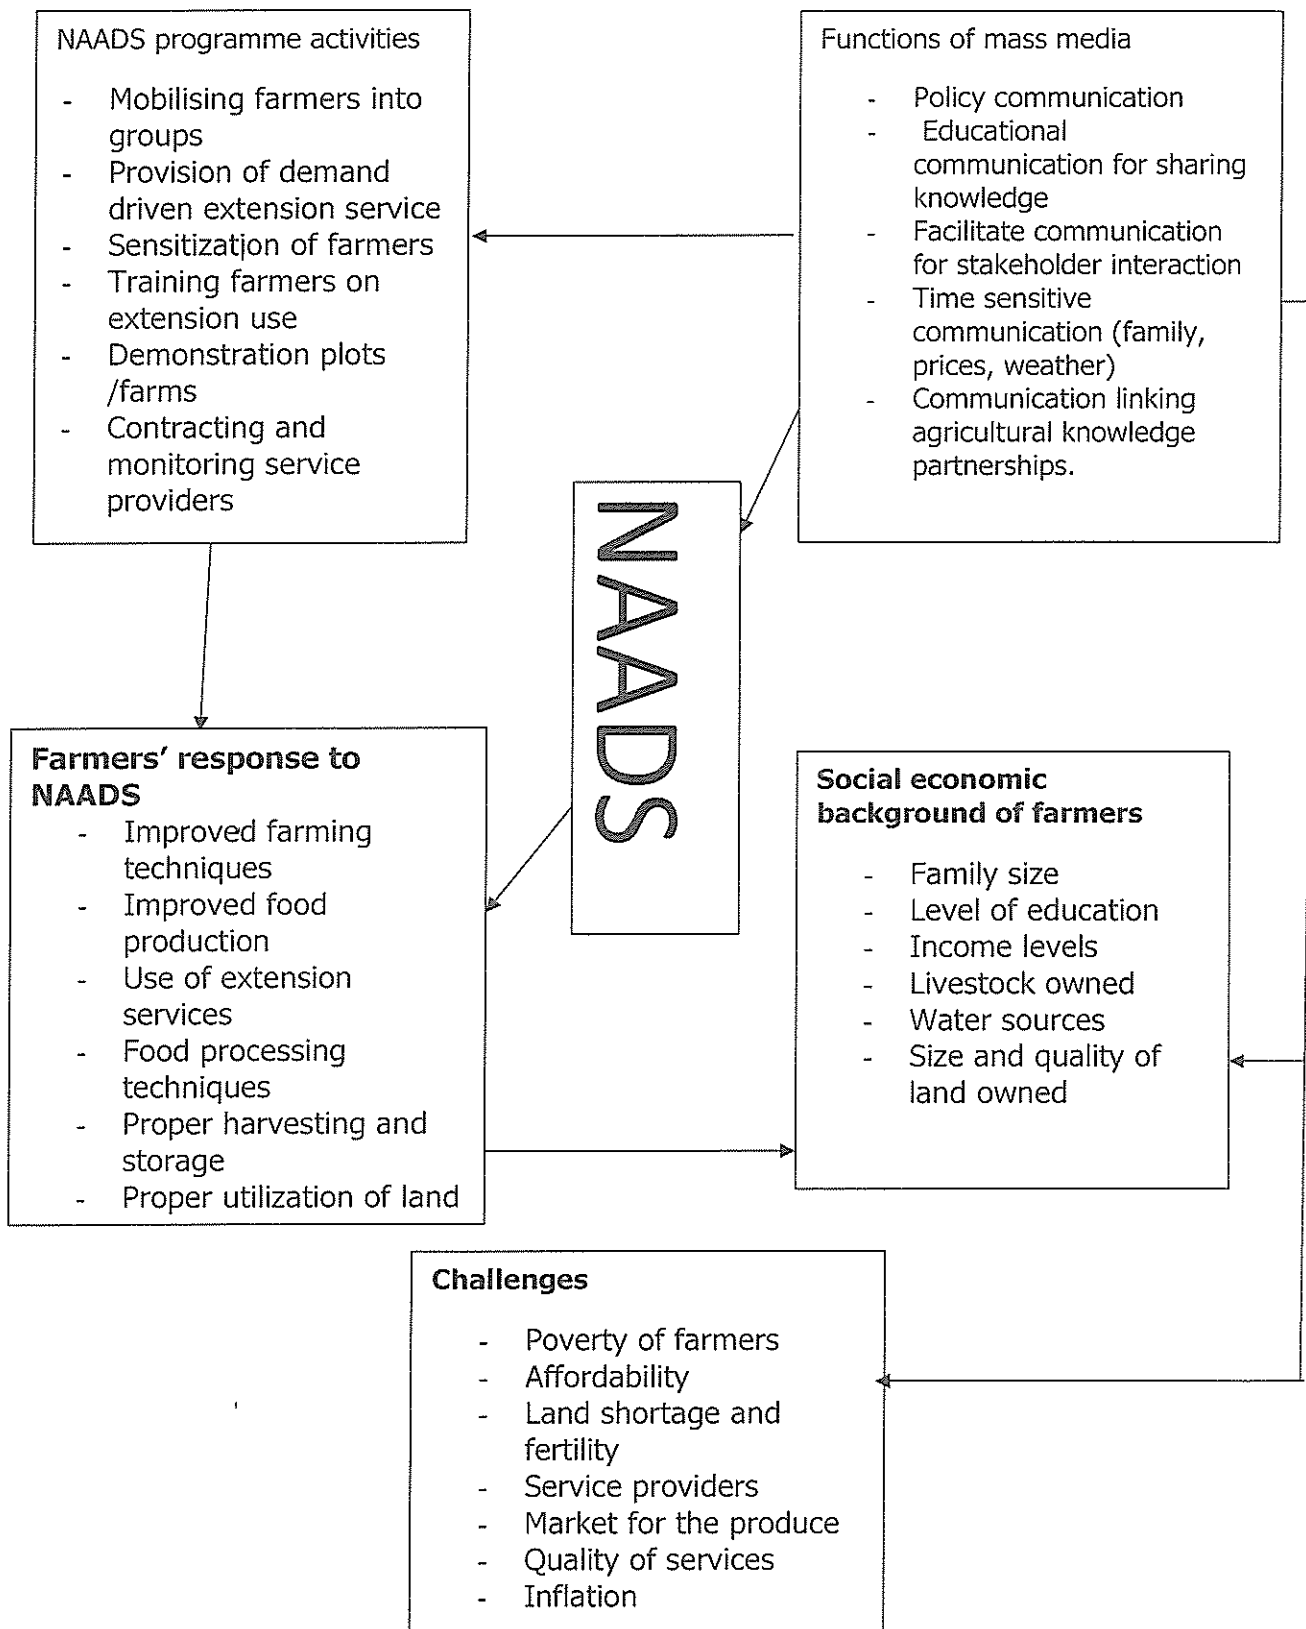 NAADS programme activities
- Mobilising farmers into
groups
- Provision of demand
driven extension service
- Sensitization of farmers
- Training farmers on
extension use
- Demonstration plots
/farms
- Contracting and
monitoring service
providers
Functions of mass media
- Policy communication
- Educational
communication for sharing
knowledge
- Facilitate communication
for stakeholder interaction
- Time sensitive
communication (family,
prices, weather)
- Communication linking
agricultural knowledge
partnerships.
NAADS
Farmers' response to
NAADS
- Improved farming
techniques
- Improved food
production
- Use of extension
services
- Food processing
techniques
- Proper harvesting and
storage
- Proper utilization of land
Social economic
background of farmers
- Family size
- Level of education
- Income levels
- Livestock owned
- Water sources
- Size and quality of
land owned
Challenges
- Poverty of farmers
- Affordability
- Land shortage and
fertility
- Service providers
- Market for the produce
- Quality of services
- Inflation